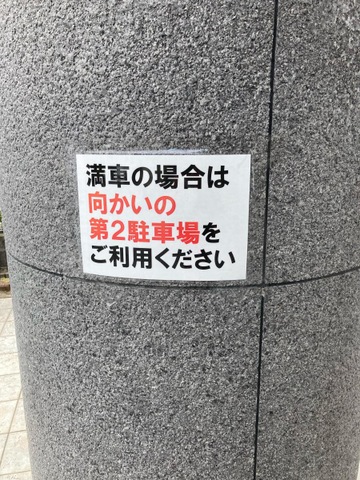 満車の場合は
向かいの
第2駐車場を
ご利用ください